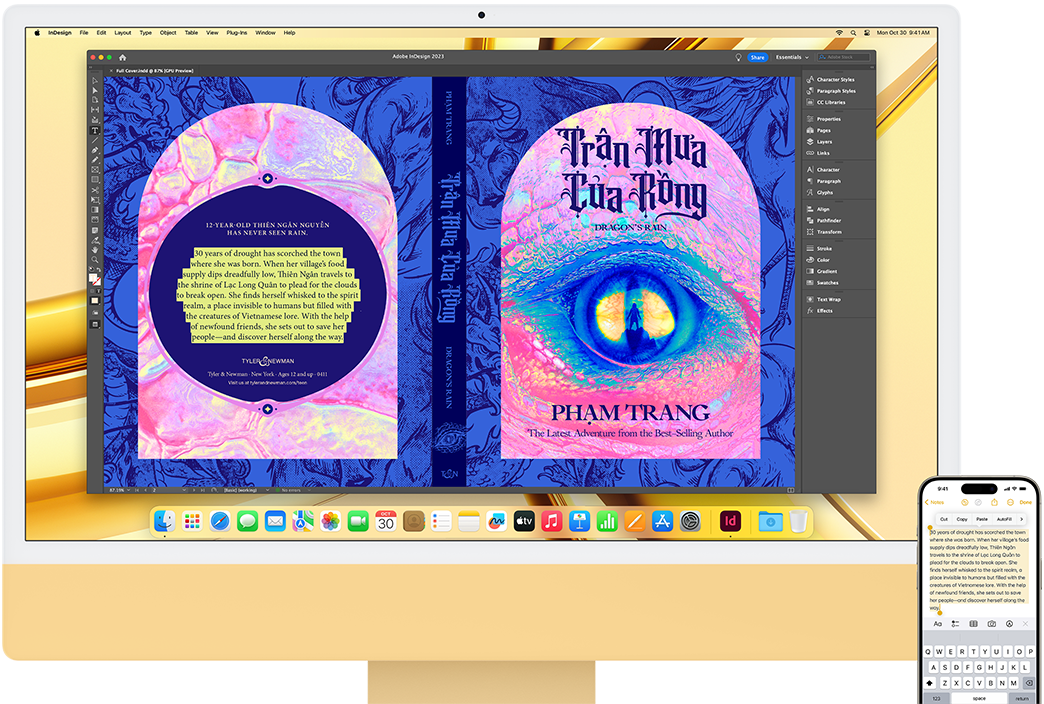 InDesign File Edit Layout Type Object Table View Plug-Ins Window Help
Mon Oct 30 9:41 AM
Adobe InDesign 2023
Share
Essentials
Full Cover.indd @ 87% [GPU Preview]
12-YEAR-OLD THIÊN NGÂN NGUYỄN
HAS NEVER SEEN RAIN.
30 years of drought has scorched the town
where she was born. When her village's food
supply dips dreadfully low, Thiên Ngân travels to
the shrine of Lạc Long Quân to plead for the clouds
to break open. She finds herself whisked to the spirit
realm, a place invisible to humans but filled with
the creatures of Vietnamese lore. With the help
of newfound friends, she sets out to save her
people—and discover herself along the way.
TYLER & NEWMAN
Tyler & Newman · New York · Ages 12 and up · 0411
Visit us at tylerandnewman.com/teen
PHẠM TRANG
Trận Mưa Của Rồng
DRAGON'S RAIN
Trận Mưa
Của Rồng
DRAGON'S RAIN
PHẠM TRANG
The Latest Adventure from the Best-Selling Author
Character Styles
Paragraph Styles
CC Libraries
Properties
Pages
Layers
Links
Character
Paragraph
Glyphs
Align
Pathfinder
Transform
Stroke
Color
Gradient
Swatches
Text Wrap
Effects
OCT
30
tv
Id
9:41
Notes
Done
Cut Copy Paste AutoFill
30 years of drought has scorched the town
where she was born. When her village's food
supply dips dreadfully low, Thiên Ngân
travels to the shrine of Lạc Long Quân to
plead for the clouds to break open. She
finds herself whisked to the spirit realm, a
place invisible to humans but filled with the
creatures of Vietnamese lore. With the help
of newfound friends, she sets out to save
her people—and discover herself along the
way.
Aa
Q W E R T Y U I O P
A S D F G H J K L
Z X C V B N M
123 space return